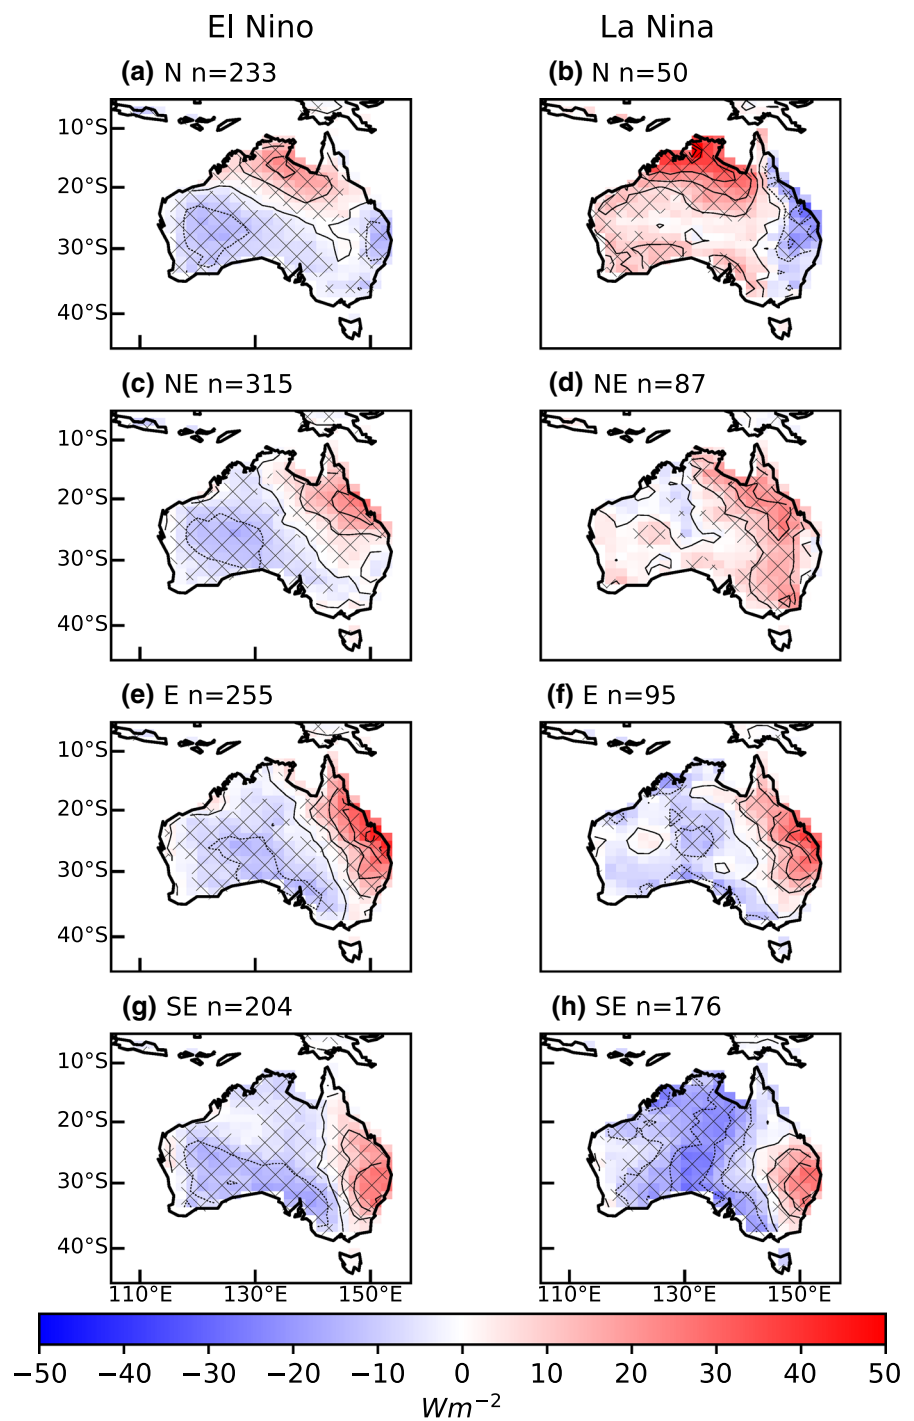 El Nino La Nina
(a) N n=233 (b) N n=50
10°S
20°S
30°S
40°S
(c) NE n=315 (d) NE n=87
10°S
20°S
30°S
40°S
(e) E n=255 (f) E n=95
10°S
20°S
30°S
40°S
(g) SE n=204 (h) SE n=176
10°S
20°S
30°S
40°S
110°E 130°E 150°E 110°E 130°E 150°E
−50 −40 −30 −20 −10 0 10 20 30 40 50
Wm⁻²